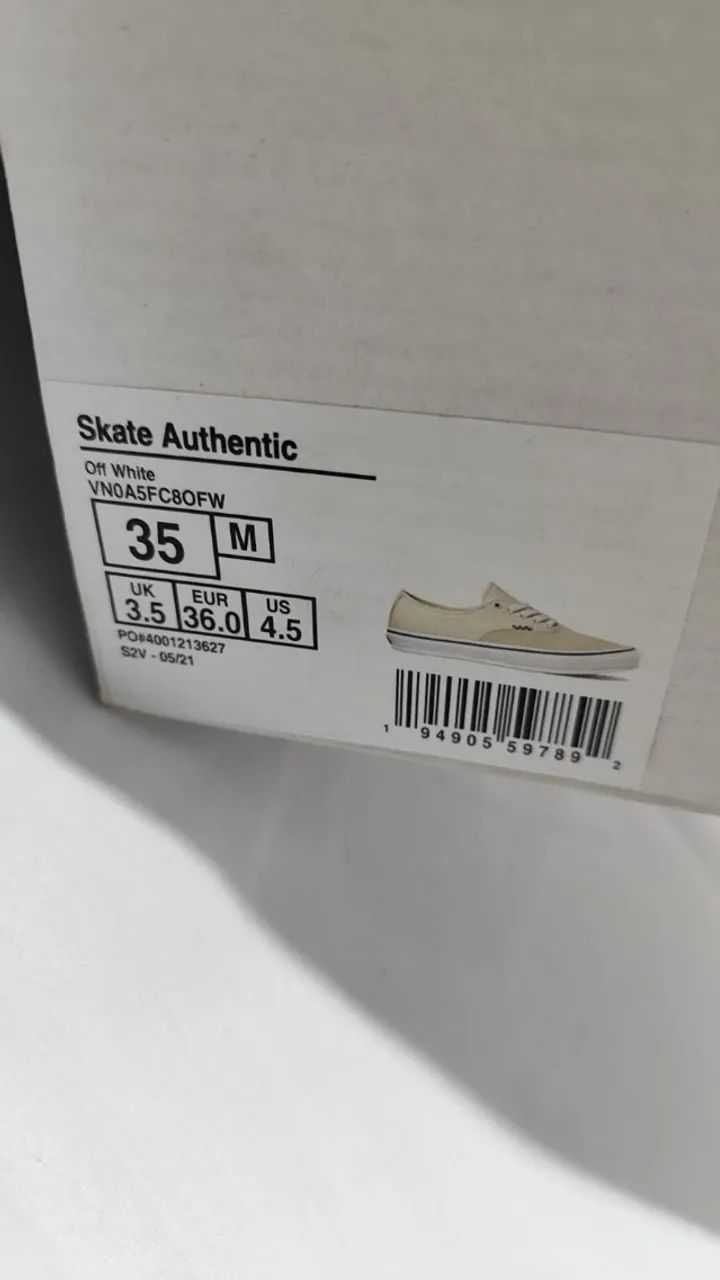 Skate Authentic
Off White
VN0A5FC8OFW
35 M
UK EUR US
3.5 36.0 4.5
PO#4001213627
S2V - 05/21
1 94905 59789 2